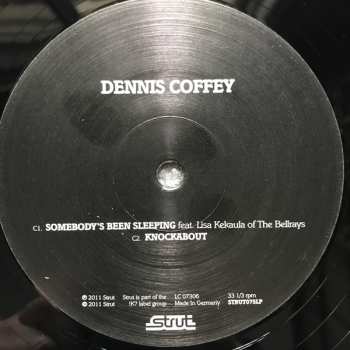 DENNIS COFFEY
C1. SOMEBODY'S BEEN SLEEPING feat. Lisa Kekaula of The Bellrays
C2. KNOCKABOUT
℗ 2011 Strut Strut is part of the LC 07306 33 1/3 rpm
© 2011 Strut !K7 label group Made in Germany STRUT075LP
Strut